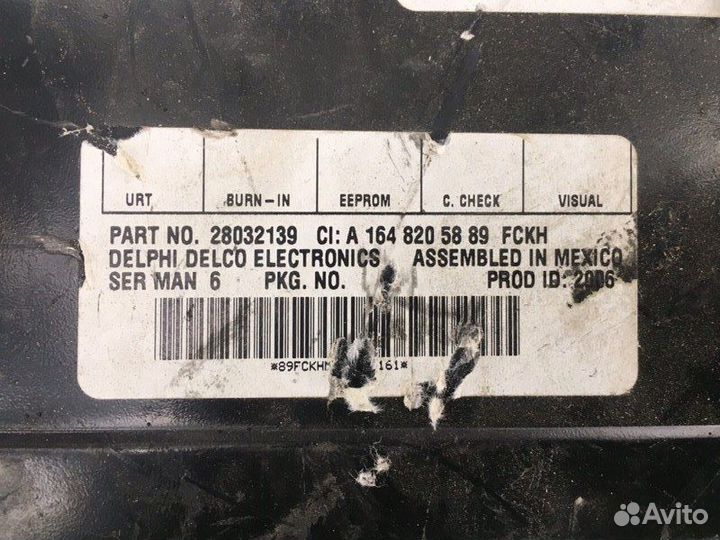 URT BURN-IN EEPROM C. CHECK VISUAL
PART NO. 28032139 CI: A 164 820 58 89 FCKH
DELPHI DELCO ELECTRONICS ASSEMBLED IN MEXICO
SER MAN 6 PKG. NO. PROD ID: 2006
Avito